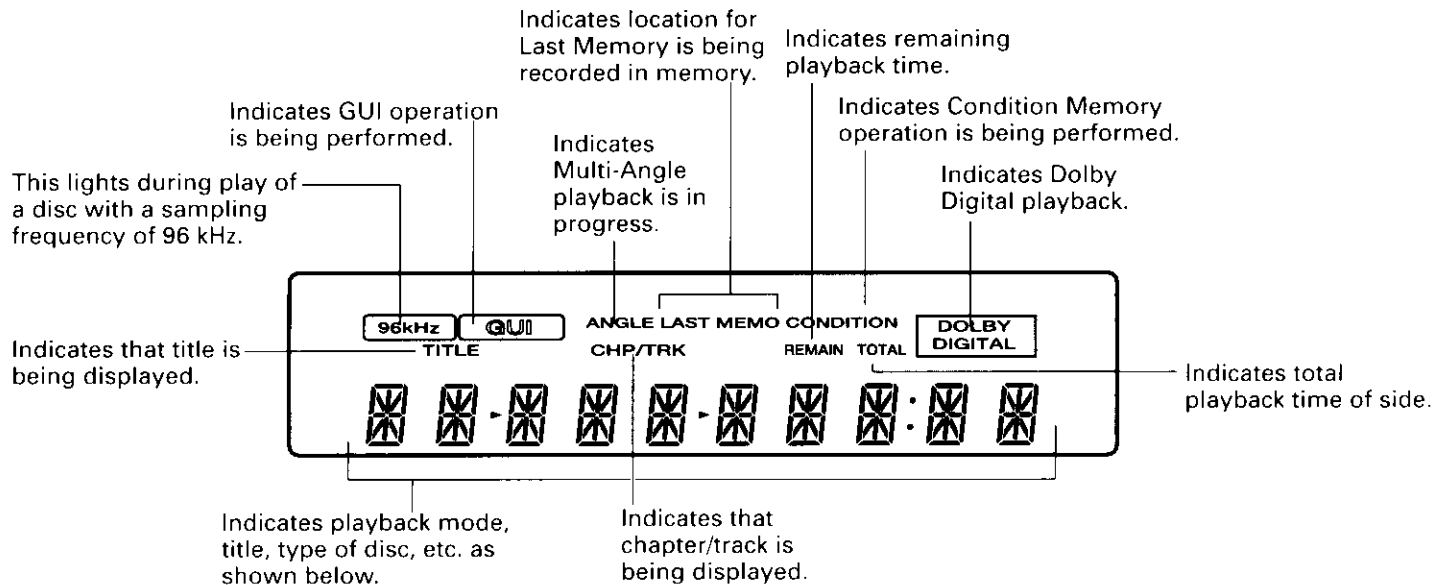 Indicates location for
Last Memory is being
recorded in memory.
Indicates remaining
playback time.
Indicates GUI operation
is being performed.
Indicates
Multi-Angle
playback is in
progress.
Indicates Condition Memory
operation is being performed.
This lights during play of
a disc with a sampling
frequency of 96 kHz.
Indicates Dolby
Digital playback.
96kHz GUI ANGLE LAST MEMO CONDITION DOLBY
DIGITAL
TITLE CHP/TRK REMAIN TOTAL
Indicates that title is
being displayed.
Indicates total
playback time of side.
Indicates playback mode,
title, type of disc, etc. as
shown below.
Indicates that
chapter/track is
being displayed.